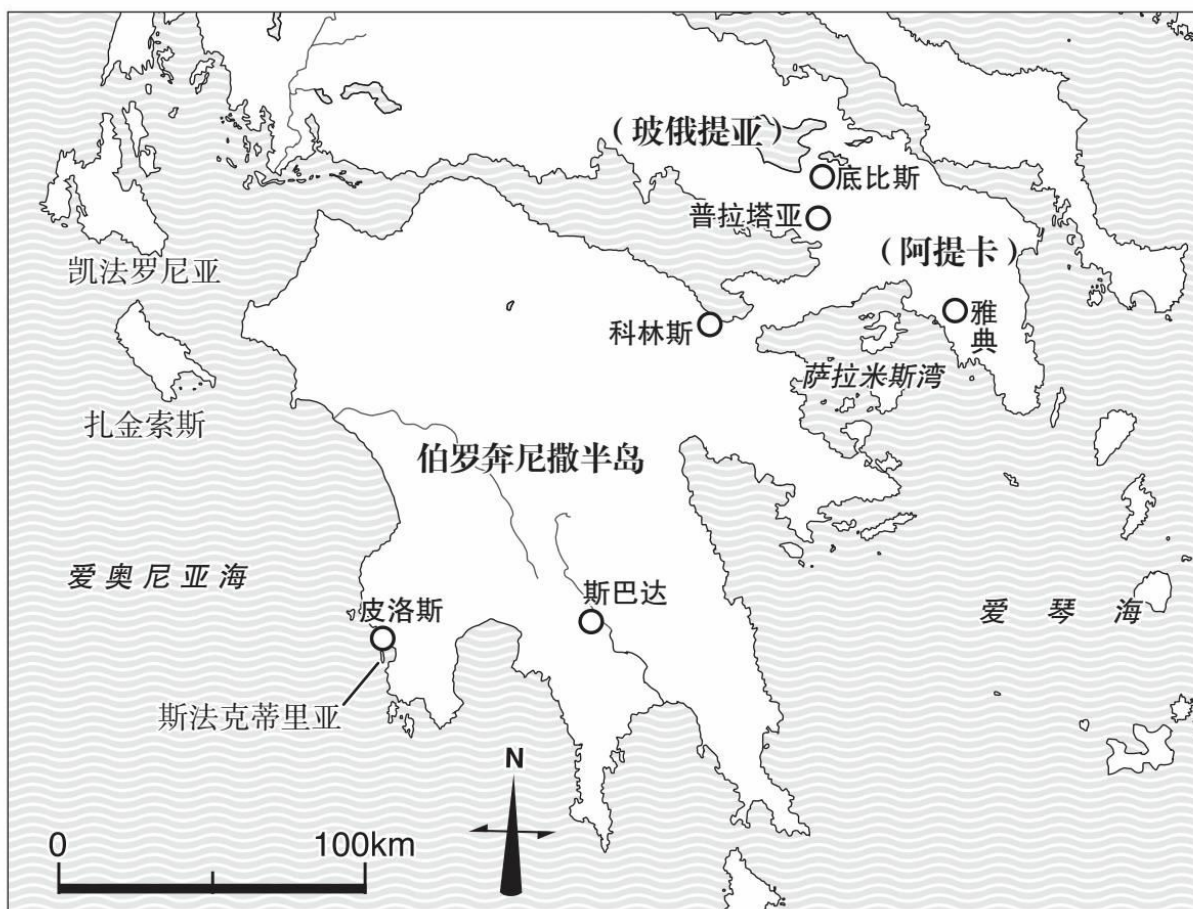 （玻俄提亚）
底比斯
普拉塔亚
（阿提卡）
凯法罗尼亚
雅典
科林斯
萨拉米斯湾
扎金索斯
伯罗奔尼撒半岛
爱奥尼亚海
斯巴达
爱琴海
皮洛斯
斯法克蒂里亚
N
0
100km